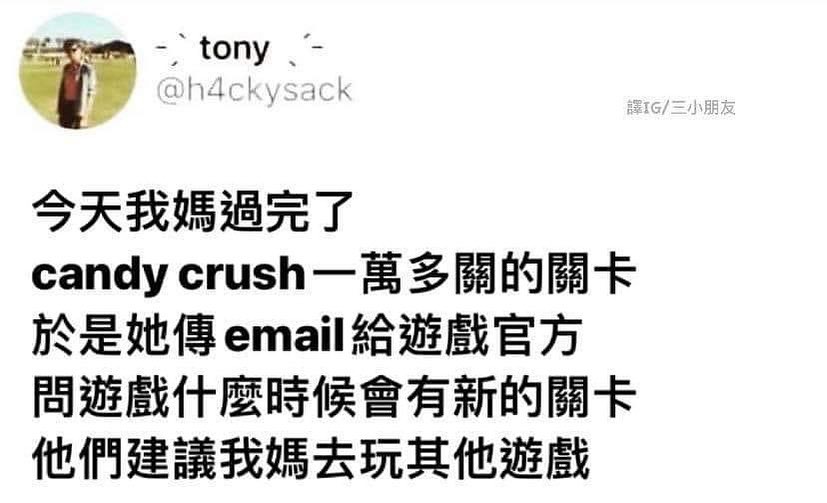 -ˏˋ tony ˎˊ-
@h4ckysack
譯IG/三小朋友
今天我媽過完了
candy crush一萬多關的關卡
於是她傳email給遊戲官方
問遊戲什麼時候會有新的關卡
他們建議我媽去玩其他遊戲